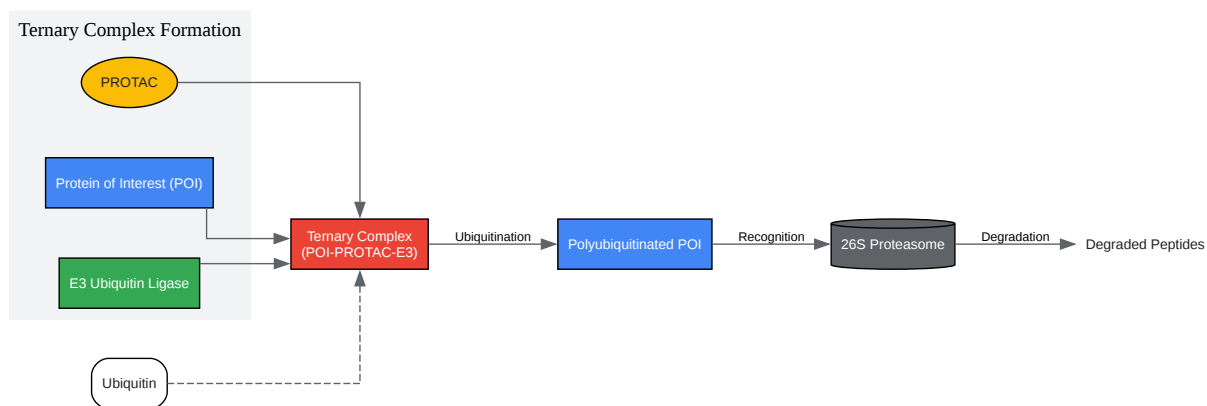 Ternary Complex Formation
PROTAC
Protein of Interest (POI)
E3 Ubiquitin Ligase
Ubiquitin
Ternary Complex
(POI-PROTAC-E3)
Ubiquitination
Polyubiquitinated POI
Recognition
26S Proteasome
Degradation
Degraded Peptides